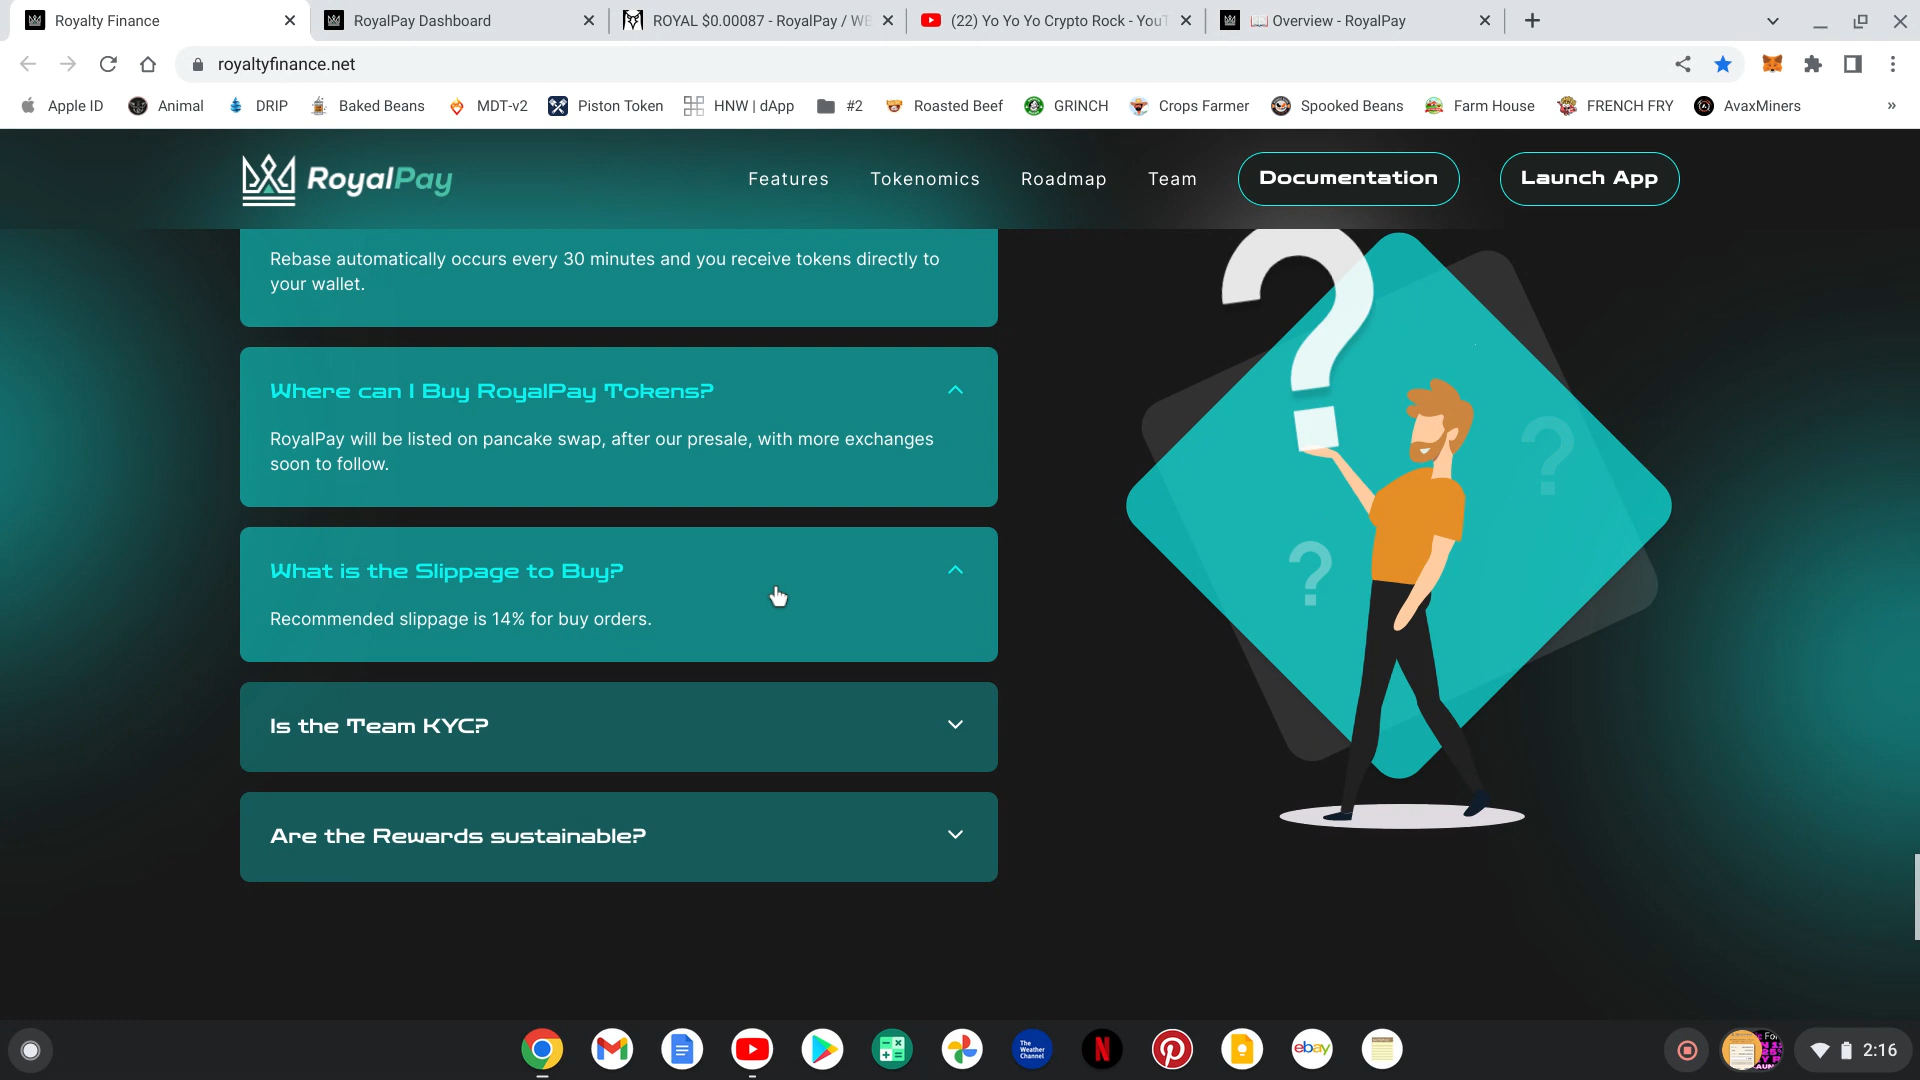 Royalty Finance
RoyalPay Dashboard
ROYAL $0.00087 - RoyalPay / WB
(22) Yo Yo Yo Crypto Rock - YouT
Overview - RoyalPay
royaltyfinance.net
Apple ID
Animal
DRIP
Baked Beans
MDT-v2
Piston Token
HNW | dApp
#2
Roasted Beef
GRINCH
Crops Farmer
Spooked Beans
Farm House
FRENCH FRY
AvaxMiners
»
RoyalPay
Features
Tokenomics
Roadmap
Team
Documentation
Launch App
Rebase automatically occurs every 30 minutes and you receive tokens directly to
your wallet.
Where can I Buy RoyalPay Tokens?
RoyalPay will be listed on pancake swap, after our presale, with more exchanges
soon to follow.
What is the Slippage to Buy?
Recommended slippage is 14% for buy orders.
Is the Team KYC?
Are the Rewards sustainable?
?
?
?
The
Weather
Channel
N
ebay
2:16